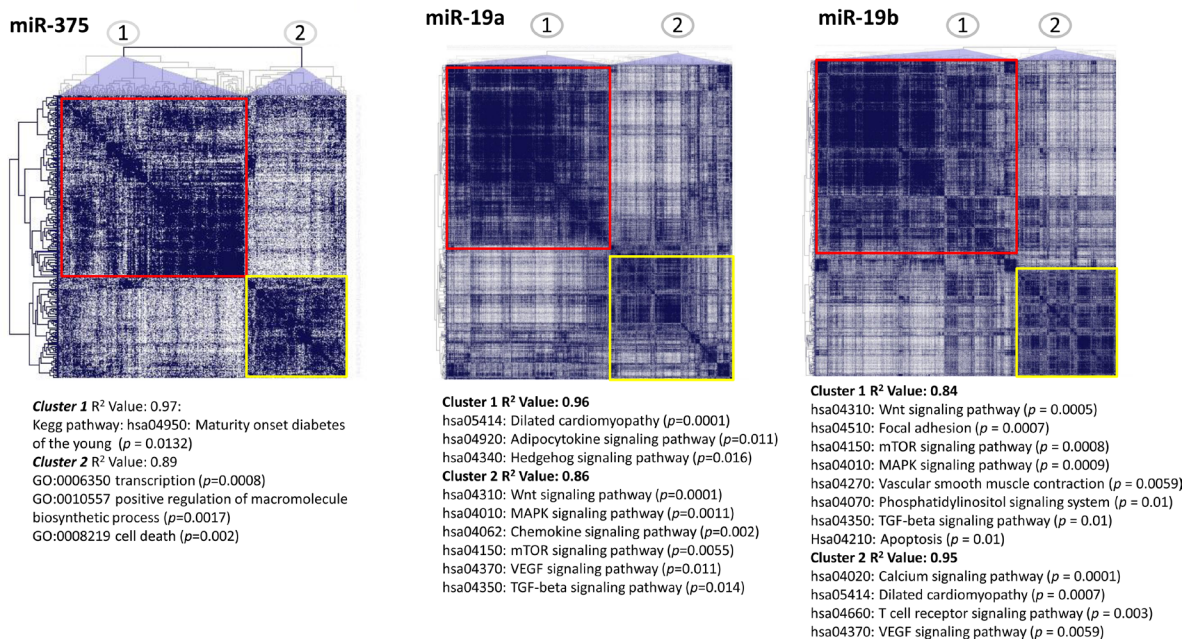 miR-375
1
2
Cluster 1 R² Value: 0.97:
Kegg pathway: hsa04950: Maturity onset diabetes
of the young (p = 0.0132)
Cluster 2 R² Value: 0.89
GO:0006350 transcription (p=0.0008)
GO:0010557 positive regulation of macromolecule
biosynthetic process (p=0.0017)
GO:0008219 cell death (p=0.002)
miR-19a
1
2
Cluster 1 R² Value: 0.96
hsa05414: Dilated cardiomyopathy (p=0.0001)
hsa04920: Adipocytokine signaling pathway (p=0.011)
hsa04340: Hedgehog signaling pathway (p=0.016)
Cluster 2 R² Value: 0.86
hsa04310: Wnt signaling pathway (p=0.0001)
hsa04010: MAPK signaling pathway (p=0.0011)
hsa04062: Chemokine signaling pathway (p=0.002)
hsa04150: mTOR signaling pathway (p=0.0055)
hsa04370: VEGF signaling pathway (p=0.011)
hsa04350: TGF-beta signaling pathway (p=0.014)
miR-19b
1
2
Cluster 1 R² Value: 0.84
hsa04310: Wnt signaling pathway (p = 0.0005)
hsa04510: Focal adhesion (p = 0.0007)
hsa04150: mTOR signaling pathway (p = 0.0008)
hsa04010: MAPK signaling pathway (p = 0.0009)
hsa04270: Vascular smooth muscle contraction (p = 0.0059)
hsa04070: Phosphatidylinositol signaling system (p = 0.01)
hsa04350: TGF-beta signaling pathway (p = 0.01)
Hsa04210: Apoptosis (p = 0.01)
Cluster 2 R² Value: 0.95
hsa04020: Calcium signaling pathway (p = 0.0001)
hsa05414: Dilated cardiomyopathy (p = 0.0007)
hsa04660: T cell receptor signaling pathway (p = 0.003)
hsa04370: VEGF signaling pathway (p = 0.0059)